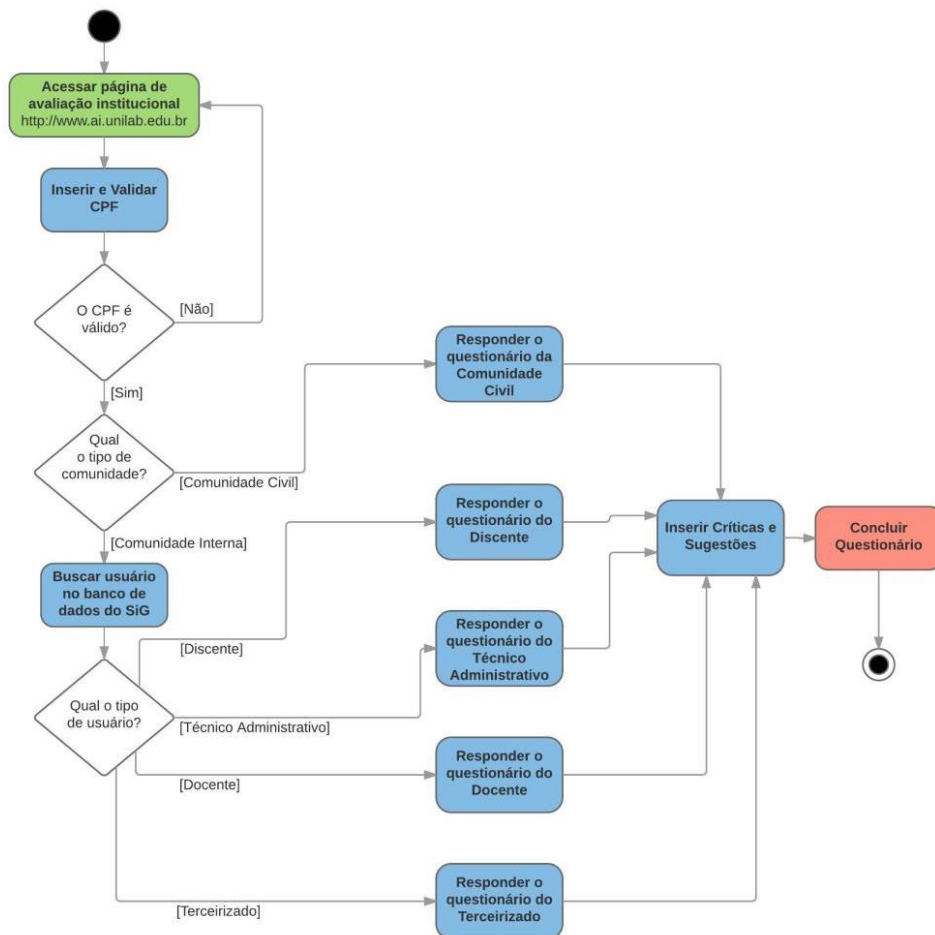 Acessar página de
avaliação institucional
http://www.ai.unilab.edu.br
Inserir e Validar
CPF
O CPF é
válido?
[Não]
[Sim]
Qual
o tipo de
comunidade?
[Comunidade Civil]
[Comunidade Interna]
Buscar usuário
no banco de
dados do SiG
Qual o tipo
de usuário?
[Discente]
[Técnico Administrativo]
[Docente]
[Terceirizado]
Responder o
questionário da
Comunidade
Civil
Responder o
questionário do
Discente
Responder o
questionário do
Técnico
Administrativo
Responder o
questionário do
Docente
Responder o
questionário do
Terceirizado
Inserir Críticas e
Sugestões
Concluir
Questionário